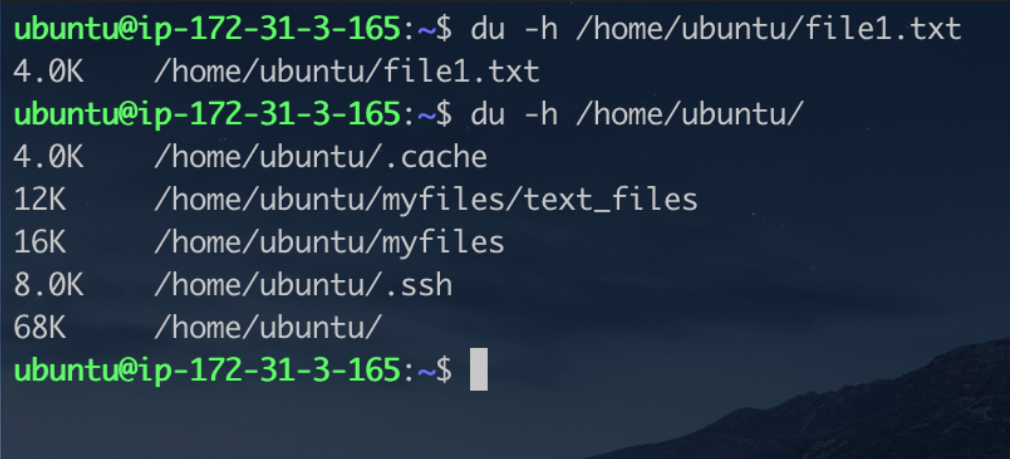 ubuntu@ip-172-31-3-165:~$ du -h /home/ubuntu/file1.txt
4.0K    /home/ubuntu/file1.txt
ubuntu@ip-172-31-3-165:~$ du -h /home/ubuntu/
4.0K    /home/ubuntu/.cache
12K     /home/ubuntu/myfiles/text_files
16K     /home/ubuntu/myfiles
8.0K    /home/ubuntu/.ssh
68K     /home/ubuntu/
ubuntu@ip-172-31-3-165:~$